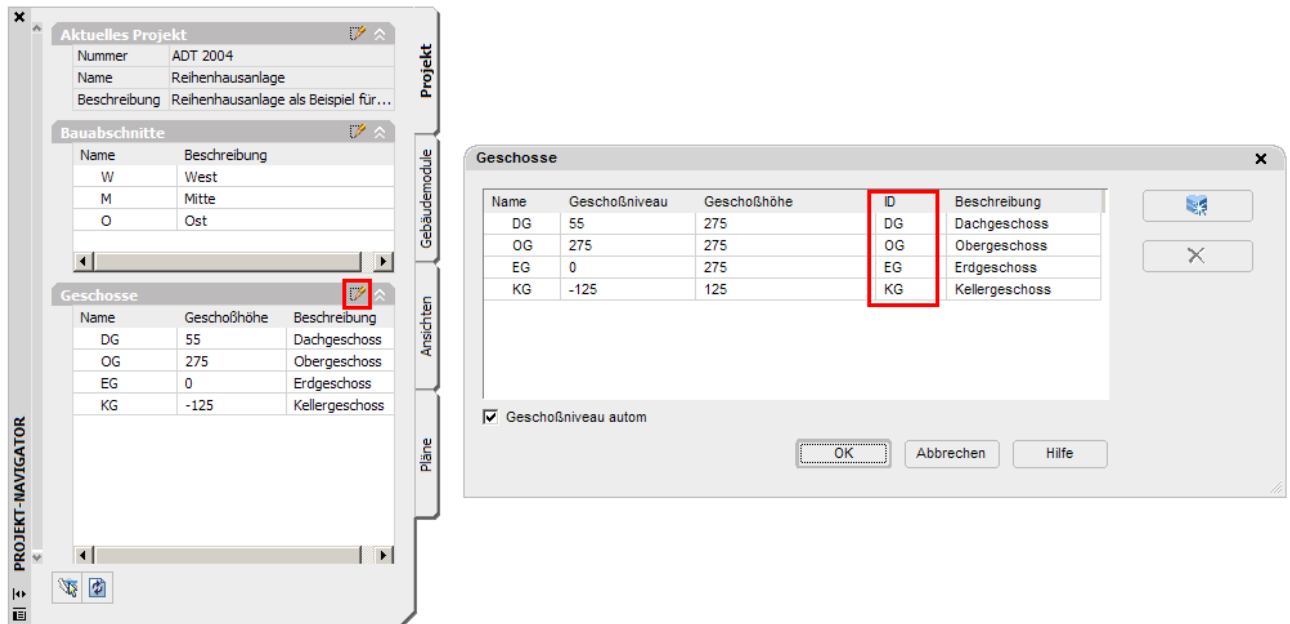 Aktuelles Projekt
Nummer ADT 2004
Name Reihenhausanlage
Beschreibung Reihenhausanlage als Beispiel für...
Bauabschnitte
Name Beschreibung
W West
M Mitte
O Ost
Geschosse
Name Geschoßhöhe Beschreibung
DG 55 Dachgeschoss
OG 275 Obergeschoss
EG 0 Erdgeschoss
KG -125 Kellergeschoss
PROJEKT-NAVIGATOR
Projekt
Gebäudemodule
Ansichten
Pläne
Geschosse
Name Geschoßniveau Geschoßhöhe ID Beschreibung
DG 55 275 DG Dachgeschoss
OG 275 275 OG Obergeschoss
EG 0 275 EG Erdgeschoss
KG -125 125 KG Kellergeschoss
Geschoßniveau autom
OK Abbrechen Hilfe